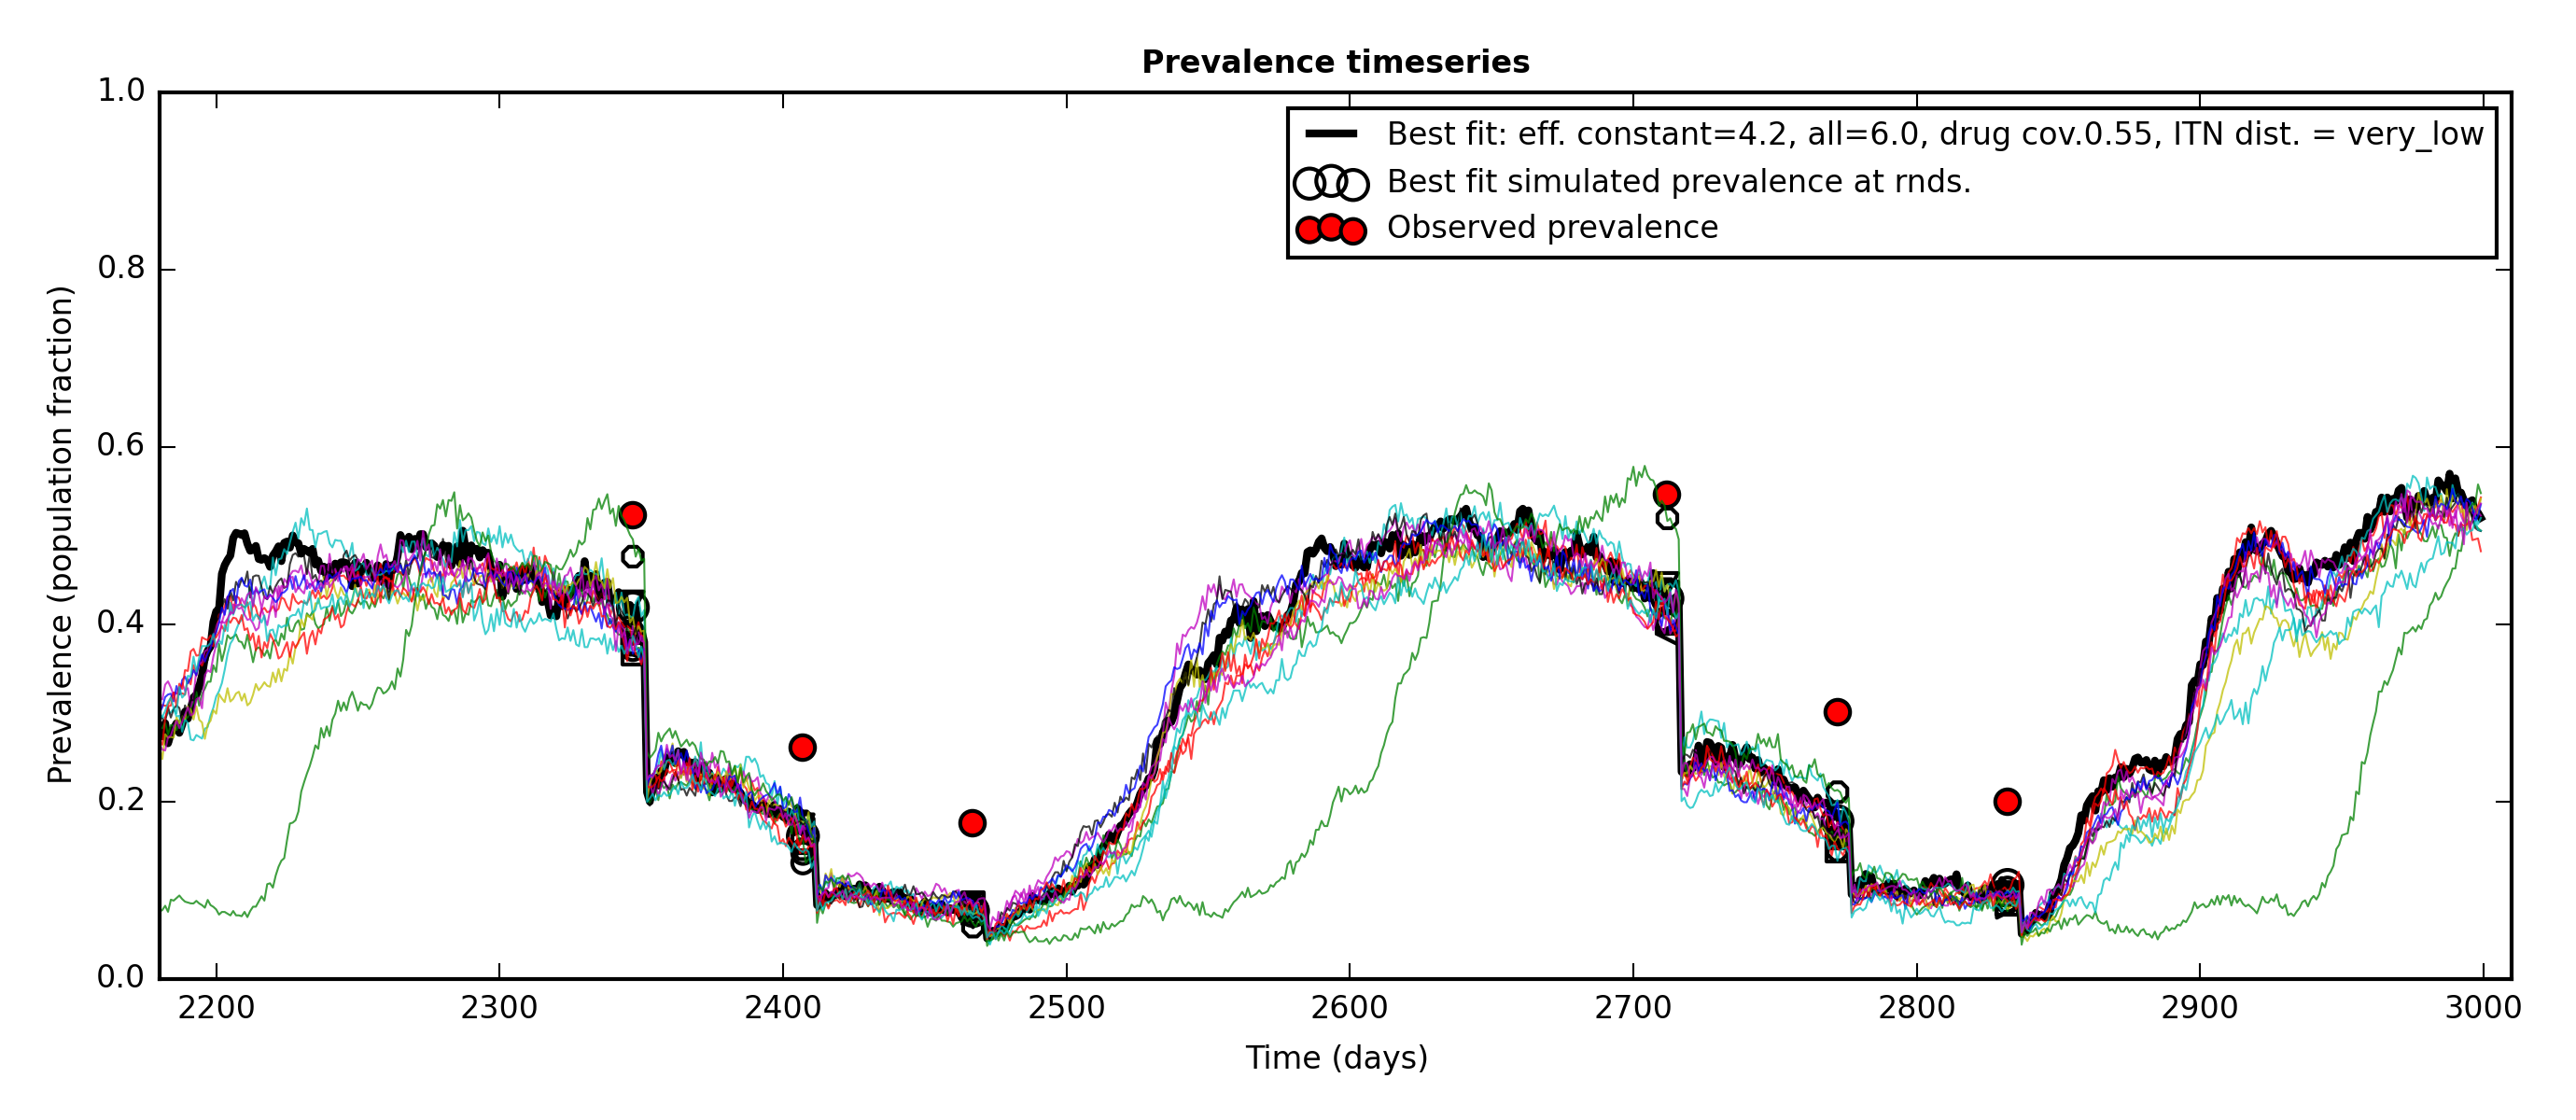 Prevalence timeseries
Best fit: eff. constant=4.2, all=6.0, drug cov.0.55, ITN dist. = very_low
Best fit simulated prevalence at rnds.
Observed prevalence
Prevalence (population fraction)
1.0
0.8
0.6
0.4
0.2
0.0
2200 2300 2400 2500 2600 2700 2800 2900 3000
Time (days)